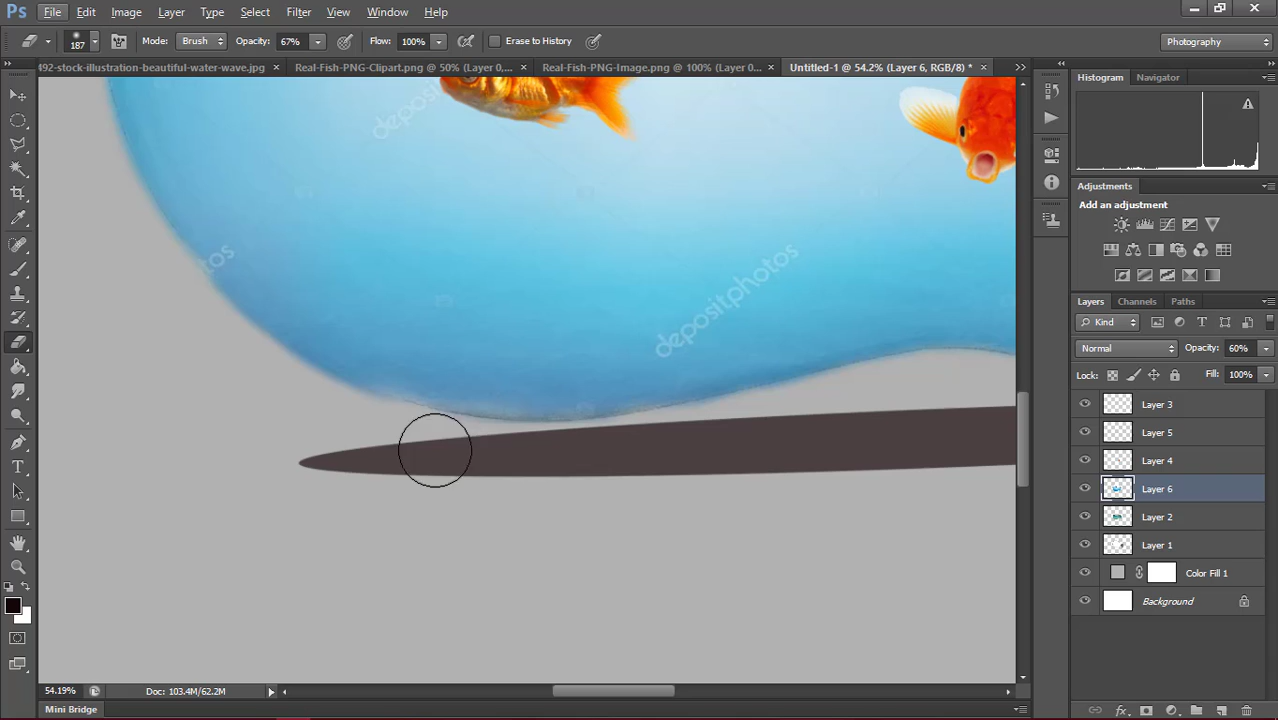 Ps File Edit Image Layer Type Select Filter View Window Help
187 Mode: Brush Opacity: 67% Flow: 100% Erase to History Photography
492-stock-illustration-beautiful-water-wave.jpg × Real-Fish-PNG-Clipart.png @ 50% (Layer 0,... × Real-Fish-PNG-Image.png @ 100% (Layer 0... × Untitled-1 @ 54.2% (Layer 6, RGB/8) * ×
Histogram Navigator
Adjustments
Add an adjustment
depositphotos
Layers Channels Paths
Kind
Normal Opacity: 60%
Lock: Fill: 100%
Layer 3
Layer 5
Layer 4
Layer 6
Layer 2
Layer 1
Color Fill 1
Background
54.19% Doc: 103.4M/62.2M
Mini Bridge